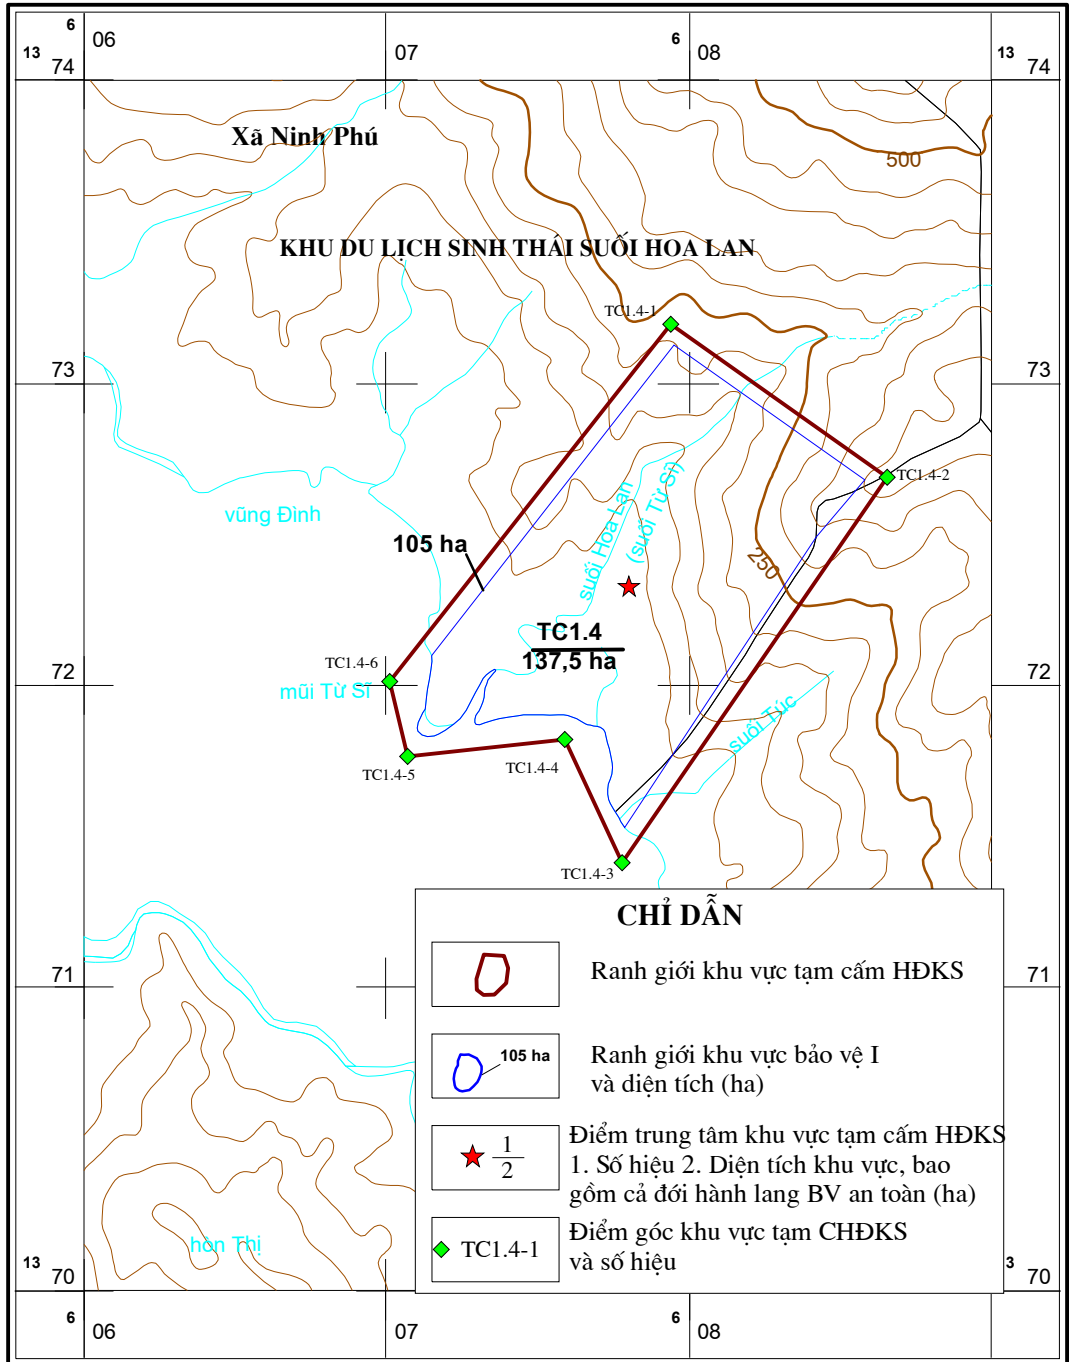 6
06
07
6
08
13
74
13
74
Xã Ninh Phú
500
KHU DU LỊCH SINH THÁI SUỐI HOA LAN
TC1.4-1
73
73
TC1.4-2
vũng Đình
suối Hoa Lan
(suối Từ Sĩ)
105 ha
250
TC1.4
137,5 ha
TC1.4-6
72
mũi Từ Sĩ
72
suối Túc
TC1.4-5
TC1.4-4
TC1.4-3
CHỈ DẪN
Ranh giới khu vực tạm cấm HĐKS
71
71
105 ha
Ranh giới khu vực bảo vệ I
và diện tích (ha)
1
2
Điểm trung tâm khu vực tạm cấm HĐKS
1. Số hiệu 2. Diện tích khu vực, bao
gồm cả đới hành lang BV an toàn (ha)
hòn Thị
TC1.4-1
Điểm góc khu vực tạm CHĐKS
và số hiệu
13
70
3
70
6
06
07
6
08